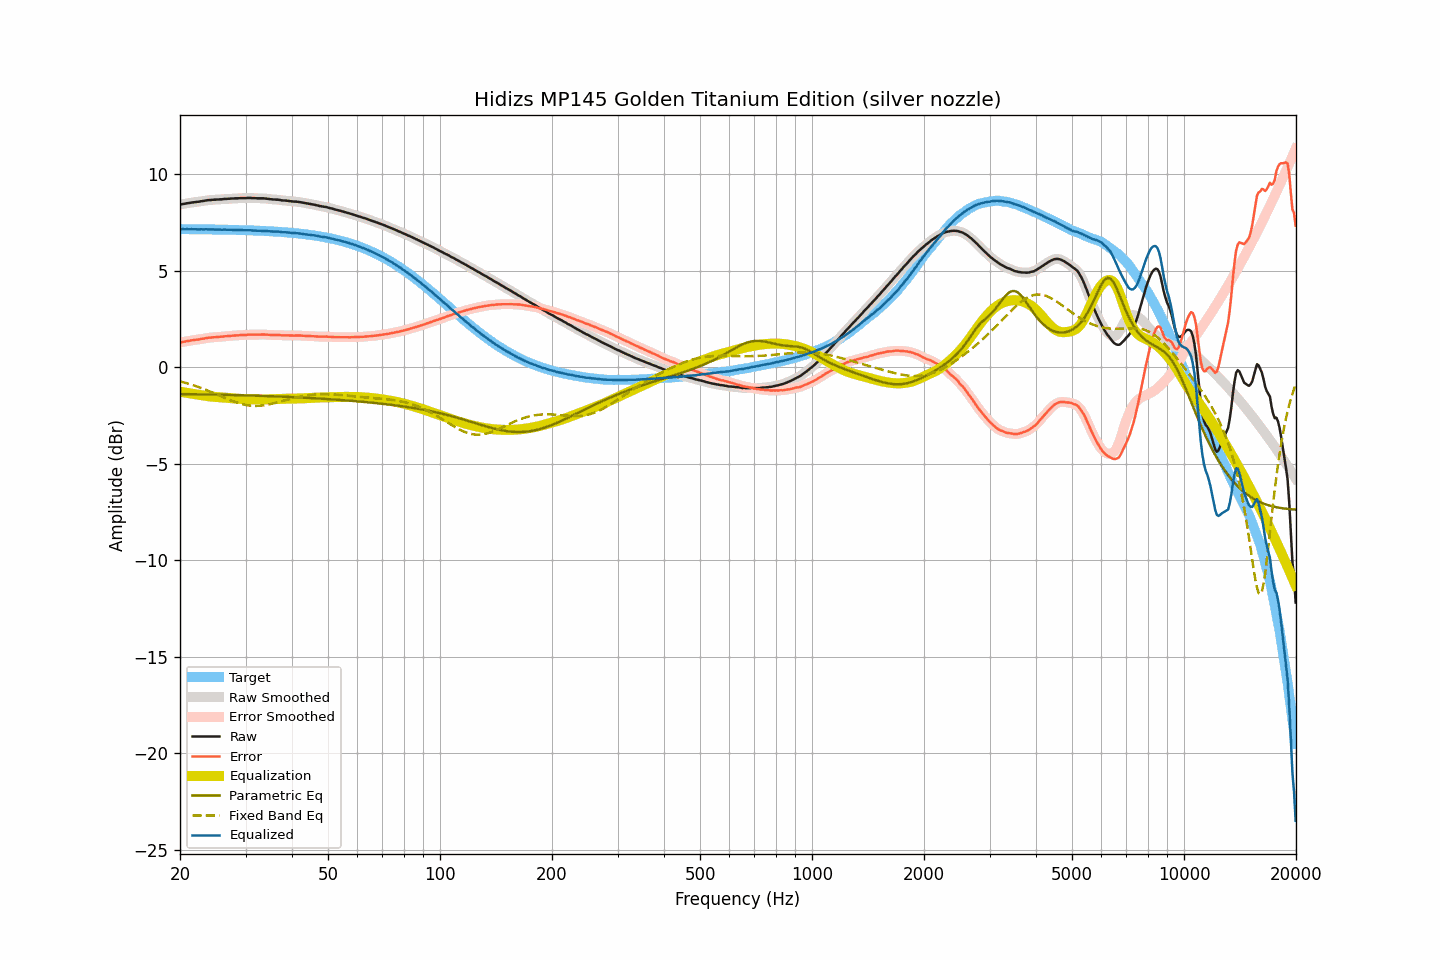 Hidizs MP145 Golden Titanium Edition (silver nozzle)
10
5
0
−5
−10
−15
−20
−25
Amplitude (dBr)
Target
Raw Smoothed
Error Smoothed
Raw
Error
Equalization
Parametric Eq
Fixed Band Eq
Equalized
20 50 100 200 500 1000 2000 5000 10000 20000
Frequency (Hz)